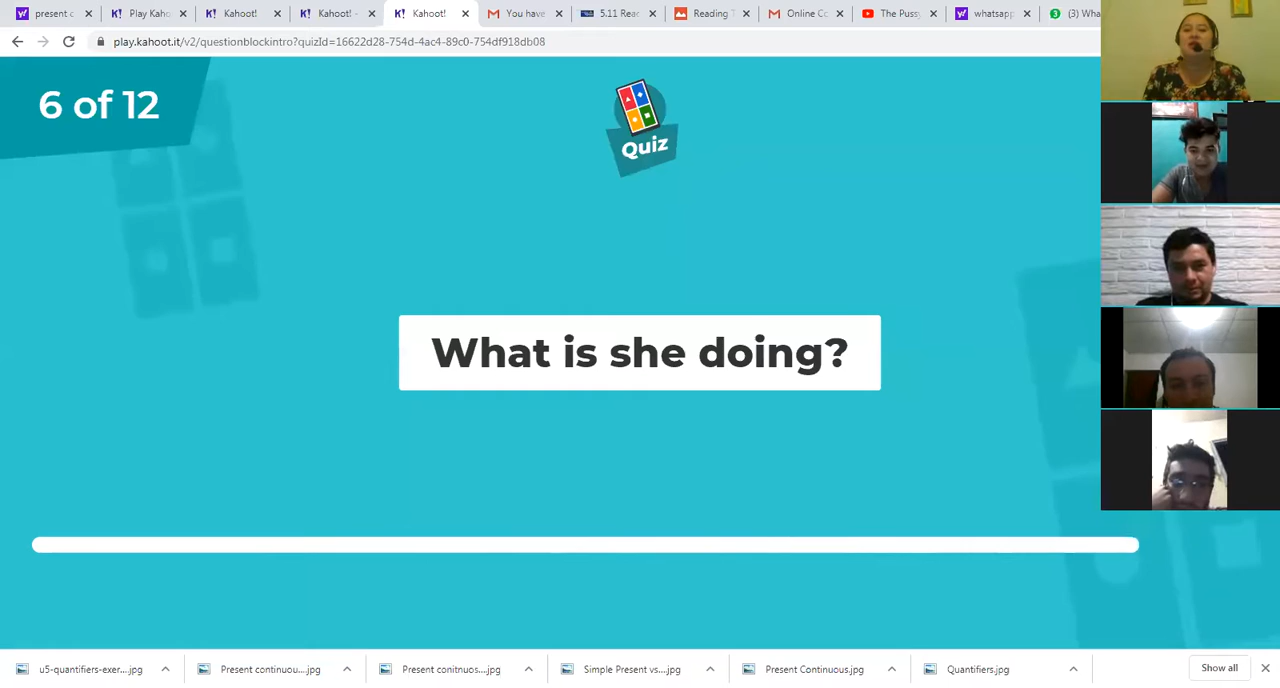 present c
Play Kaho
Kahoot!
Kahoot! -
Kahoot!
You have
5.11 Read
Reading T
Online Co
The Pussy
whatsapp
(3) Wha
play.kahoot.it/v2/questionblockintro?quizId=16622d28-754d-4ac4-89c0-754df918db08
6 of 12
Quiz
What is she doing?
u5-quantifiers-exer....jpg
Present continuou....jpg
Present conitnuos....jpg
Simple Present vs....jpg
Present Continuous.jpg
Quantifiers.jpg
Show all